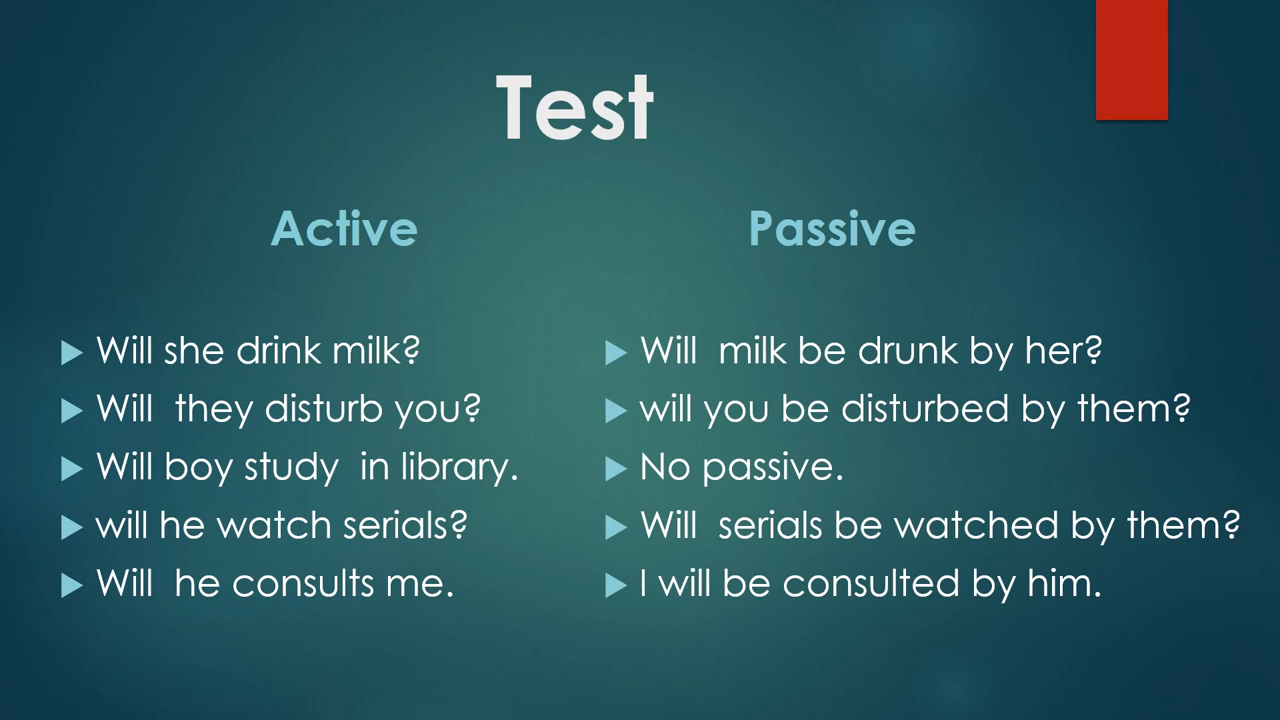 Test
Active
Passive
Will she drink milk?
Will they disturb you?
Will boy study in library.
will he watch serials?
Will he consults me.
Will milk be drunk by her?
will you be disturbed by them?
No passive.
Will serials be watched by them?
I will be consulted by him.